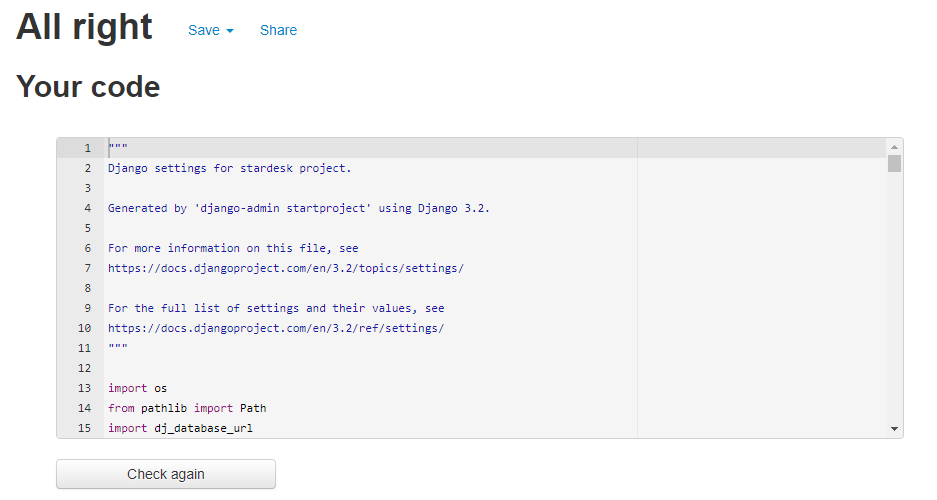 All right Save Share
Your code
1 """
2 Django settings for stardesk project.
3
4 Generated by 'django-admin startproject' using Django 3.2.
5
6 For more information on this file, see
7 https://docs.djangoproject.com/en/3.2/topics/settings/
8
9 For the full list of settings and their values, see
10 https://docs.djangoproject.com/en/3.2/ref/settings/
11 """
12
13 import os
14 from pathlib import Path
15 import dj_database_url
Check again